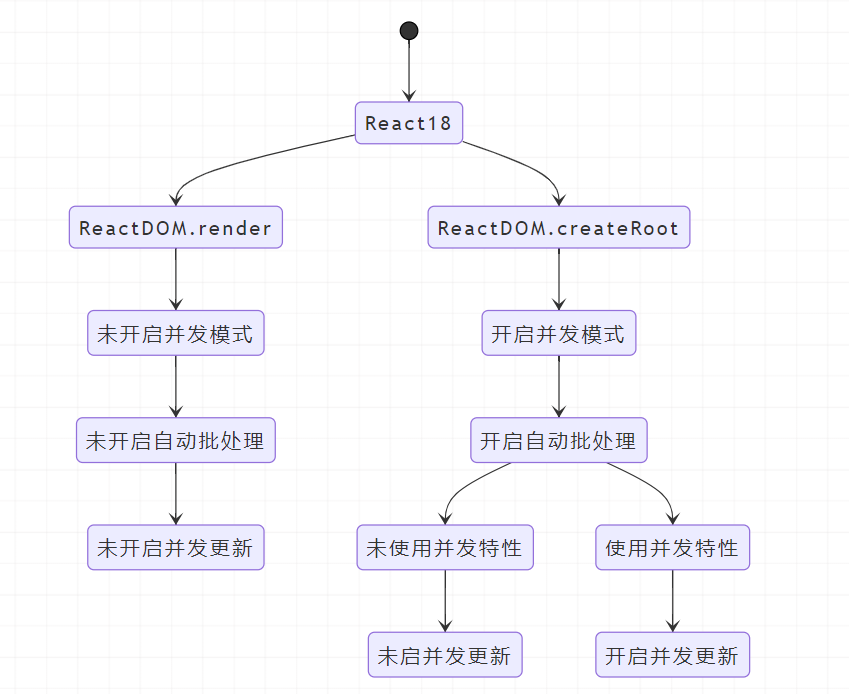 React18
ReactDOM.render
ReactDOM.createRoot
未开启并发模式
开启并发模式
未开启自动批处理
开启自动批处理
未开启并发更新
未使用并发特性
使用并发特性
未启并发更新
开启并发更新